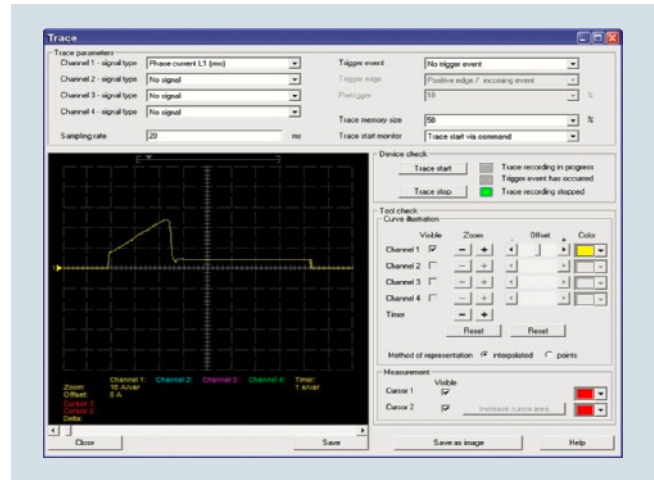 Trace
Trace parameters
Channel 1 - signal type Phase current L1 (rms) Trigger event No trigger event
Channel 2 - signal type No signal Trigger edge Positive edge / incoming event
Channel 3 - signal type No signal Pretrigger 10 %
Channel 4 - signal type No signal
Trace memory size 50 %
Sampling rate 20 ms Trace start monitor Trace start via command
Device check
Trace start Trace recording in progress
Trigger event has occurred
Trace stop Trace recording stopped
Tool check
Curve illustration
Visible Zoom - Offset + Color
Channel 1 - +
Channel 2 - +
Channel 3 - +
Channel 4 - +
Timer - +
Reset Reset
Method of representation interpolated points
1
Channel 1: Channel 2: Channel 3: Channel 4: Timer:
Zoom: 10 A/var 1 s/var
Offset: 0 A
Cursor 1:
Cursor 2:
Delta:
Measurement
Visible
Cursor 1
Cursor 2 Increase cursor area
Close Save Save as image Help